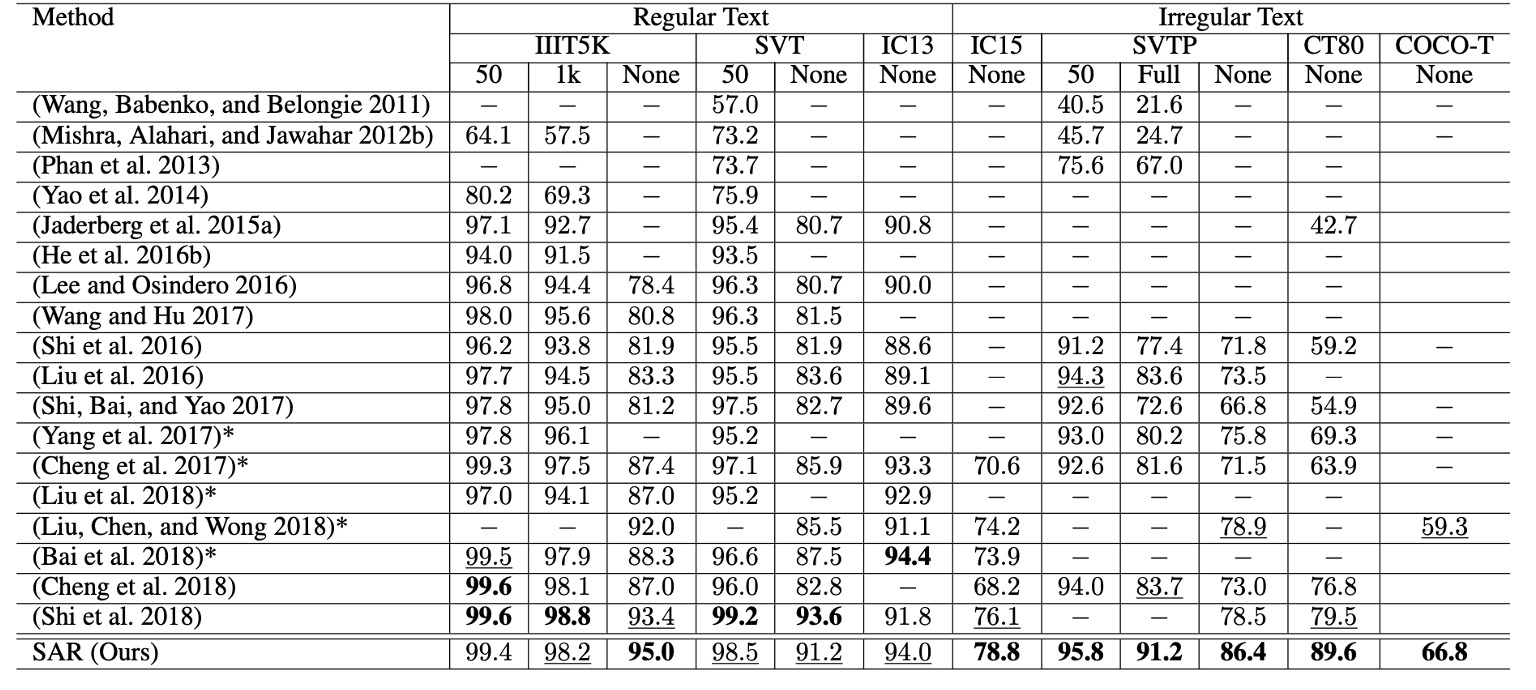 Method Regular Text Irregular Text
IIIT5K SVT IC13 IC15 SVTP CT80 COCO-T
50 1k None 50 None None None 50 Full None None None
(Wang, Babenko, and Belongie 2011) – – – 57.0 – – – 40.5 21.6 – – –
(Mishra, Alahari, and Jawahar 2012b) 64.1 57.5 – 73.2 – – – 45.7 24.7 – – –
(Phan et al. 2013) – – – 73.7 – – – 75.6 67.0 – –
(Yao et al. 2014) 80.2 69.3 – 75.9 – – – – – – –
(Jaderberg et al. 2015a) 97.1 92.7 – 95.4 80.7 90.8 – – – – 42.7
(He et al. 2016b) 94.0 91.5 – 93.5 – – – – – – –
(Lee and Osindero 2016) 96.8 94.4 78.4 96.3 80.7 90.0 – – – – –
(Wang and Hu 2017) 98.0 95.6 80.8 96.3 81.5 – – – – – –
(Shi et al. 2016) 96.2 93.8 81.9 95.5 81.9 88.6 – 91.2 77.4 71.8 59.2 –
(Liu et al. 2016) 97.7 94.5 83.3 95.5 83.6 89.1 – 94.3 83.6 73.5 –
(Shi, Bai, and Yao 2017) 97.8 95.0 81.2 97.5 82.7 89.6 – 92.6 72.6 66.8 54.9 –
(Yang et al. 2017)* 97.8 96.1 – 95.2 – – – 93.0 80.2 75.8 69.3 –
(Cheng et al. 2017)* 99.3 97.5 87.4 97.1 85.9 93.3 70.6 92.6 81.6 71.5 63.9 –
(Liu et al. 2018)* 97.0 94.1 87.0 95.2 – 92.9 – – – – –
(Liu, Chen, and Wong 2018)* – – 92.0 – 85.5 91.1 74.2 – – 78.9 – 59.3
(Bai et al. 2018)* 99.5 97.9 88.3 96.6 87.5 94.4 73.9 – – – –
(Cheng et al. 2018) 99.6 98.1 87.0 96.0 82.8 – 68.2 94.0 83.7 73.0 76.8
(Shi et al. 2018) 99.6 98.8 93.4 99.2 93.6 91.8 76.1 – – 78.5 79.5
SAR (Ours) 99.4 98.2 95.0 98.5 91.2 94.0 78.8 95.8 91.2 86.4 89.6 66.8